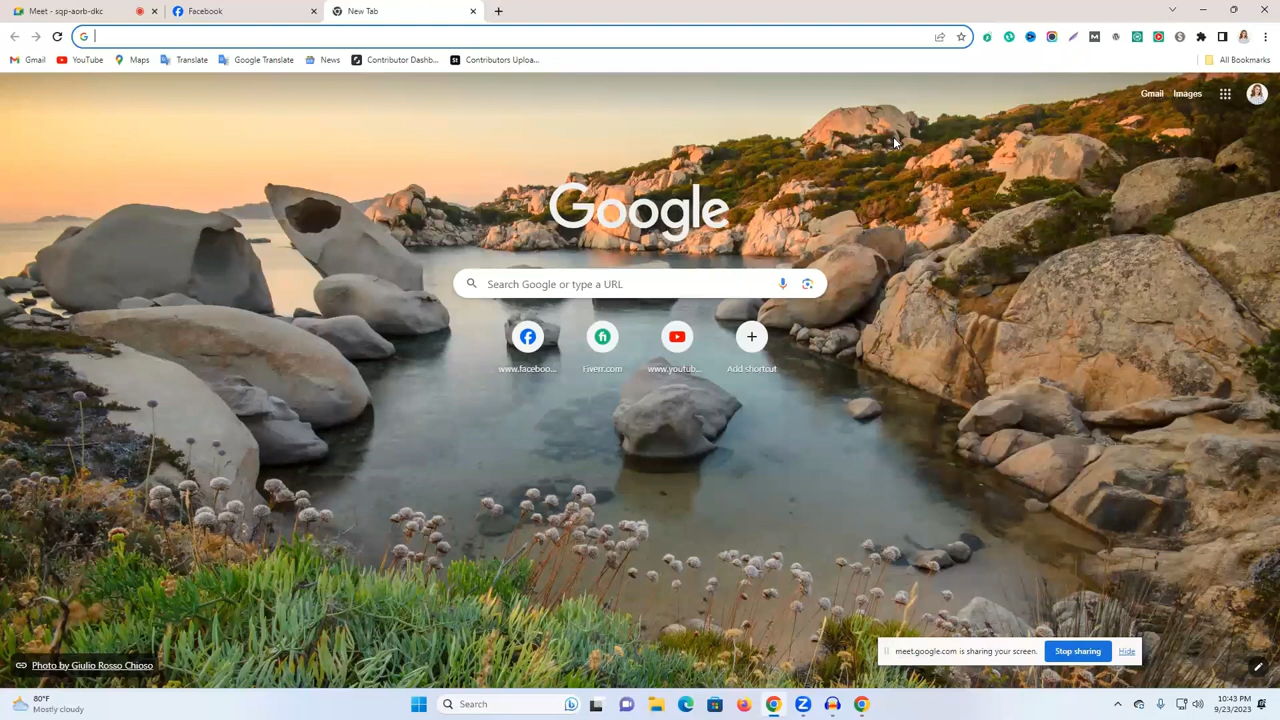 Meet - sqp-aorb-dkc
Facebook
New Tab
Gmail
YouTube
Maps
Translate
Google Translate
News
Contributor Dashb...
Contributors Uploa...
All Bookmarks
Gmail
Images
Google
Search Google or type a URL
www.faceboo...
Fiverr.com
www.youtub...
Add shortcut
meet.google.com is sharing your screen.
Stop sharing
Hide
Photo by Giulio Rosso Chioso
80°F
Mostly cloudy
Search
10:43 PM
9/23/2023